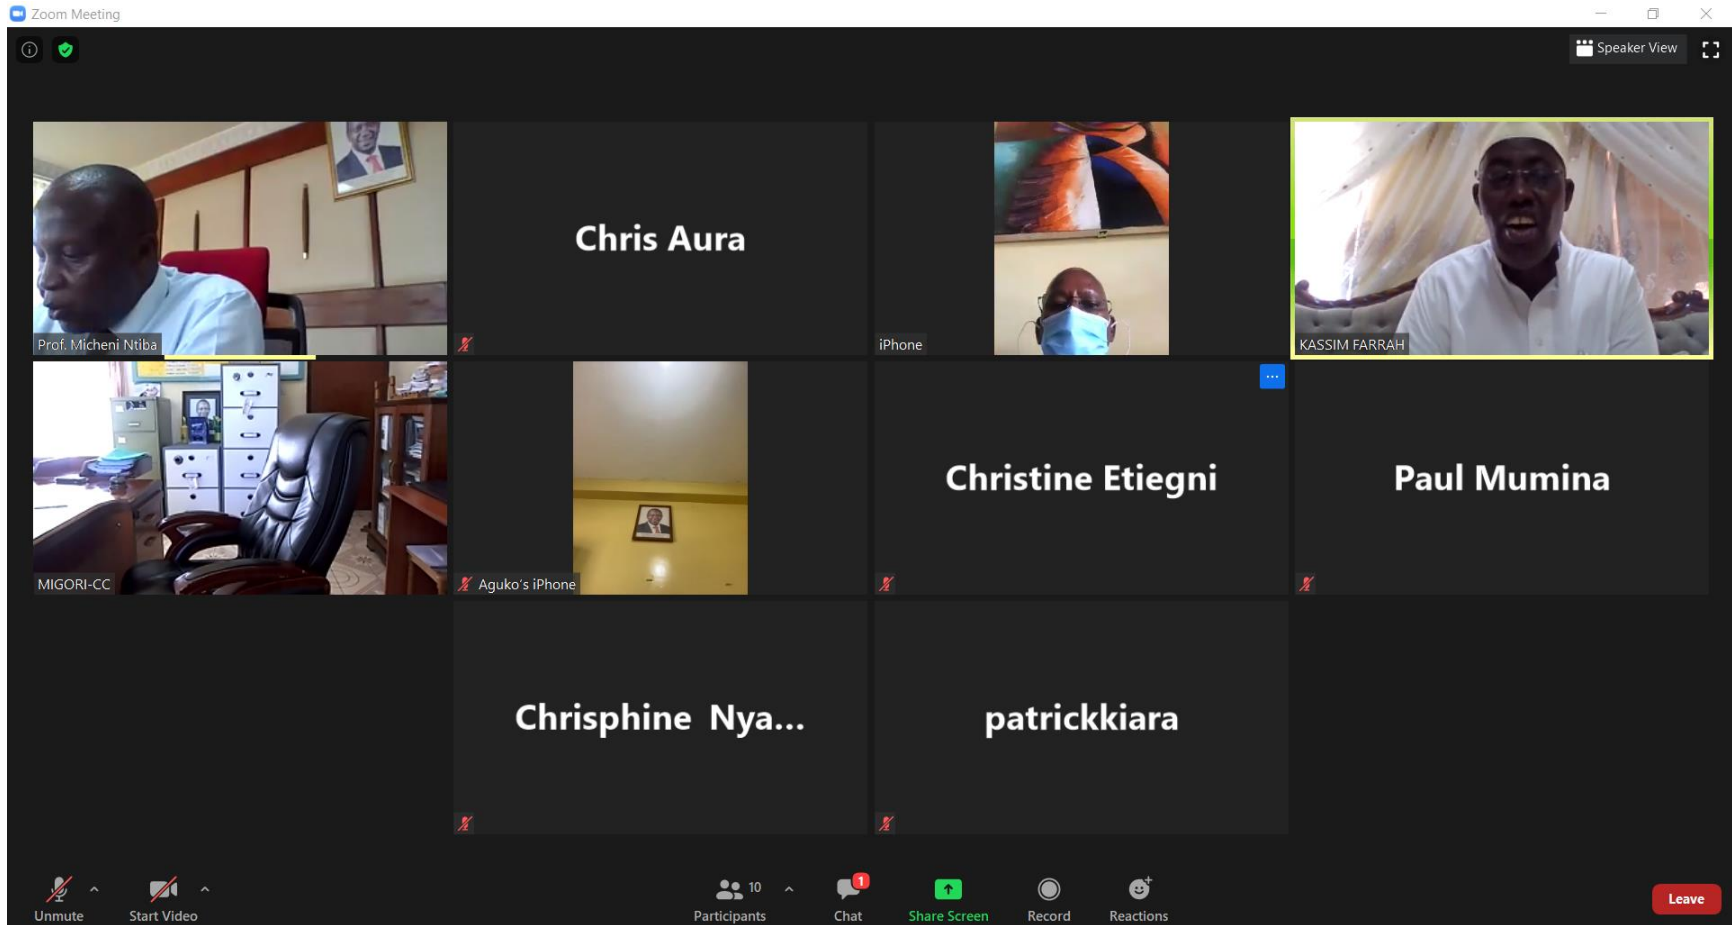 Zoom Meeting
Speaker View
Prof. Micheni Ntiba
Chris Aura
iPhone
KASSIM FARRAH
MIGORI-CC
Aguko's iPhone
Christine Etiegni
Paul Mumina
Chrisphine Nya...
patrickkiara
Unmute
Start Video
Participants 10
Chat 1
Share Screen
Record
Reactions
Leave